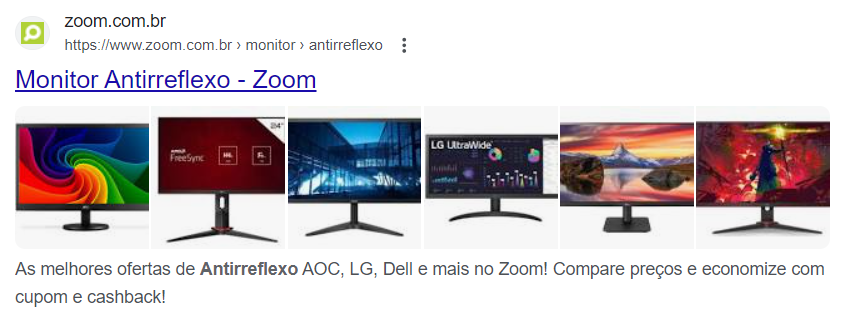 zoom.com.br
https://www.zoom.com.br › monitor › antirreflexo
Monitor Antirreflexo - Zoom
24"
AMD
FreeSync
LG UltraWide™
As melhores ofertas de Antirreflexo AOC, LG, Dell e mais no Zoom! Compare preços e economize com
cupom e cashback!